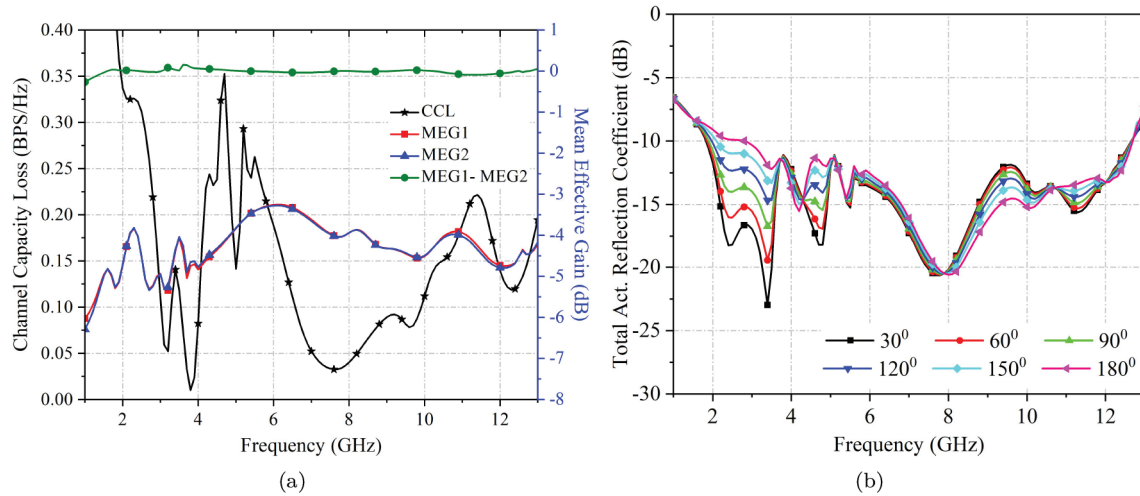 0.40
0.35
0.30
0.25
0.20
0.15
0.10
0.05
0.00
Channel Capacity Loss (BPS/Hz)
CCL
MEG1
MEG2
MEG1- MEG2
1
0
-1
-2
-3
-4
-5
-6
-7
-8
Mean Effective Gain (dB)
2 4 6 8 10 12
Frequency (GHz)
(a)
0
-5
-10
-15
-20
-25
-30
Total Act. Reflection Coefficient (dB)
30⁰ 60⁰ 90⁰
120⁰ 150⁰ 180⁰
2 4 6 8 10 12
Frequency (GHz)
(b)